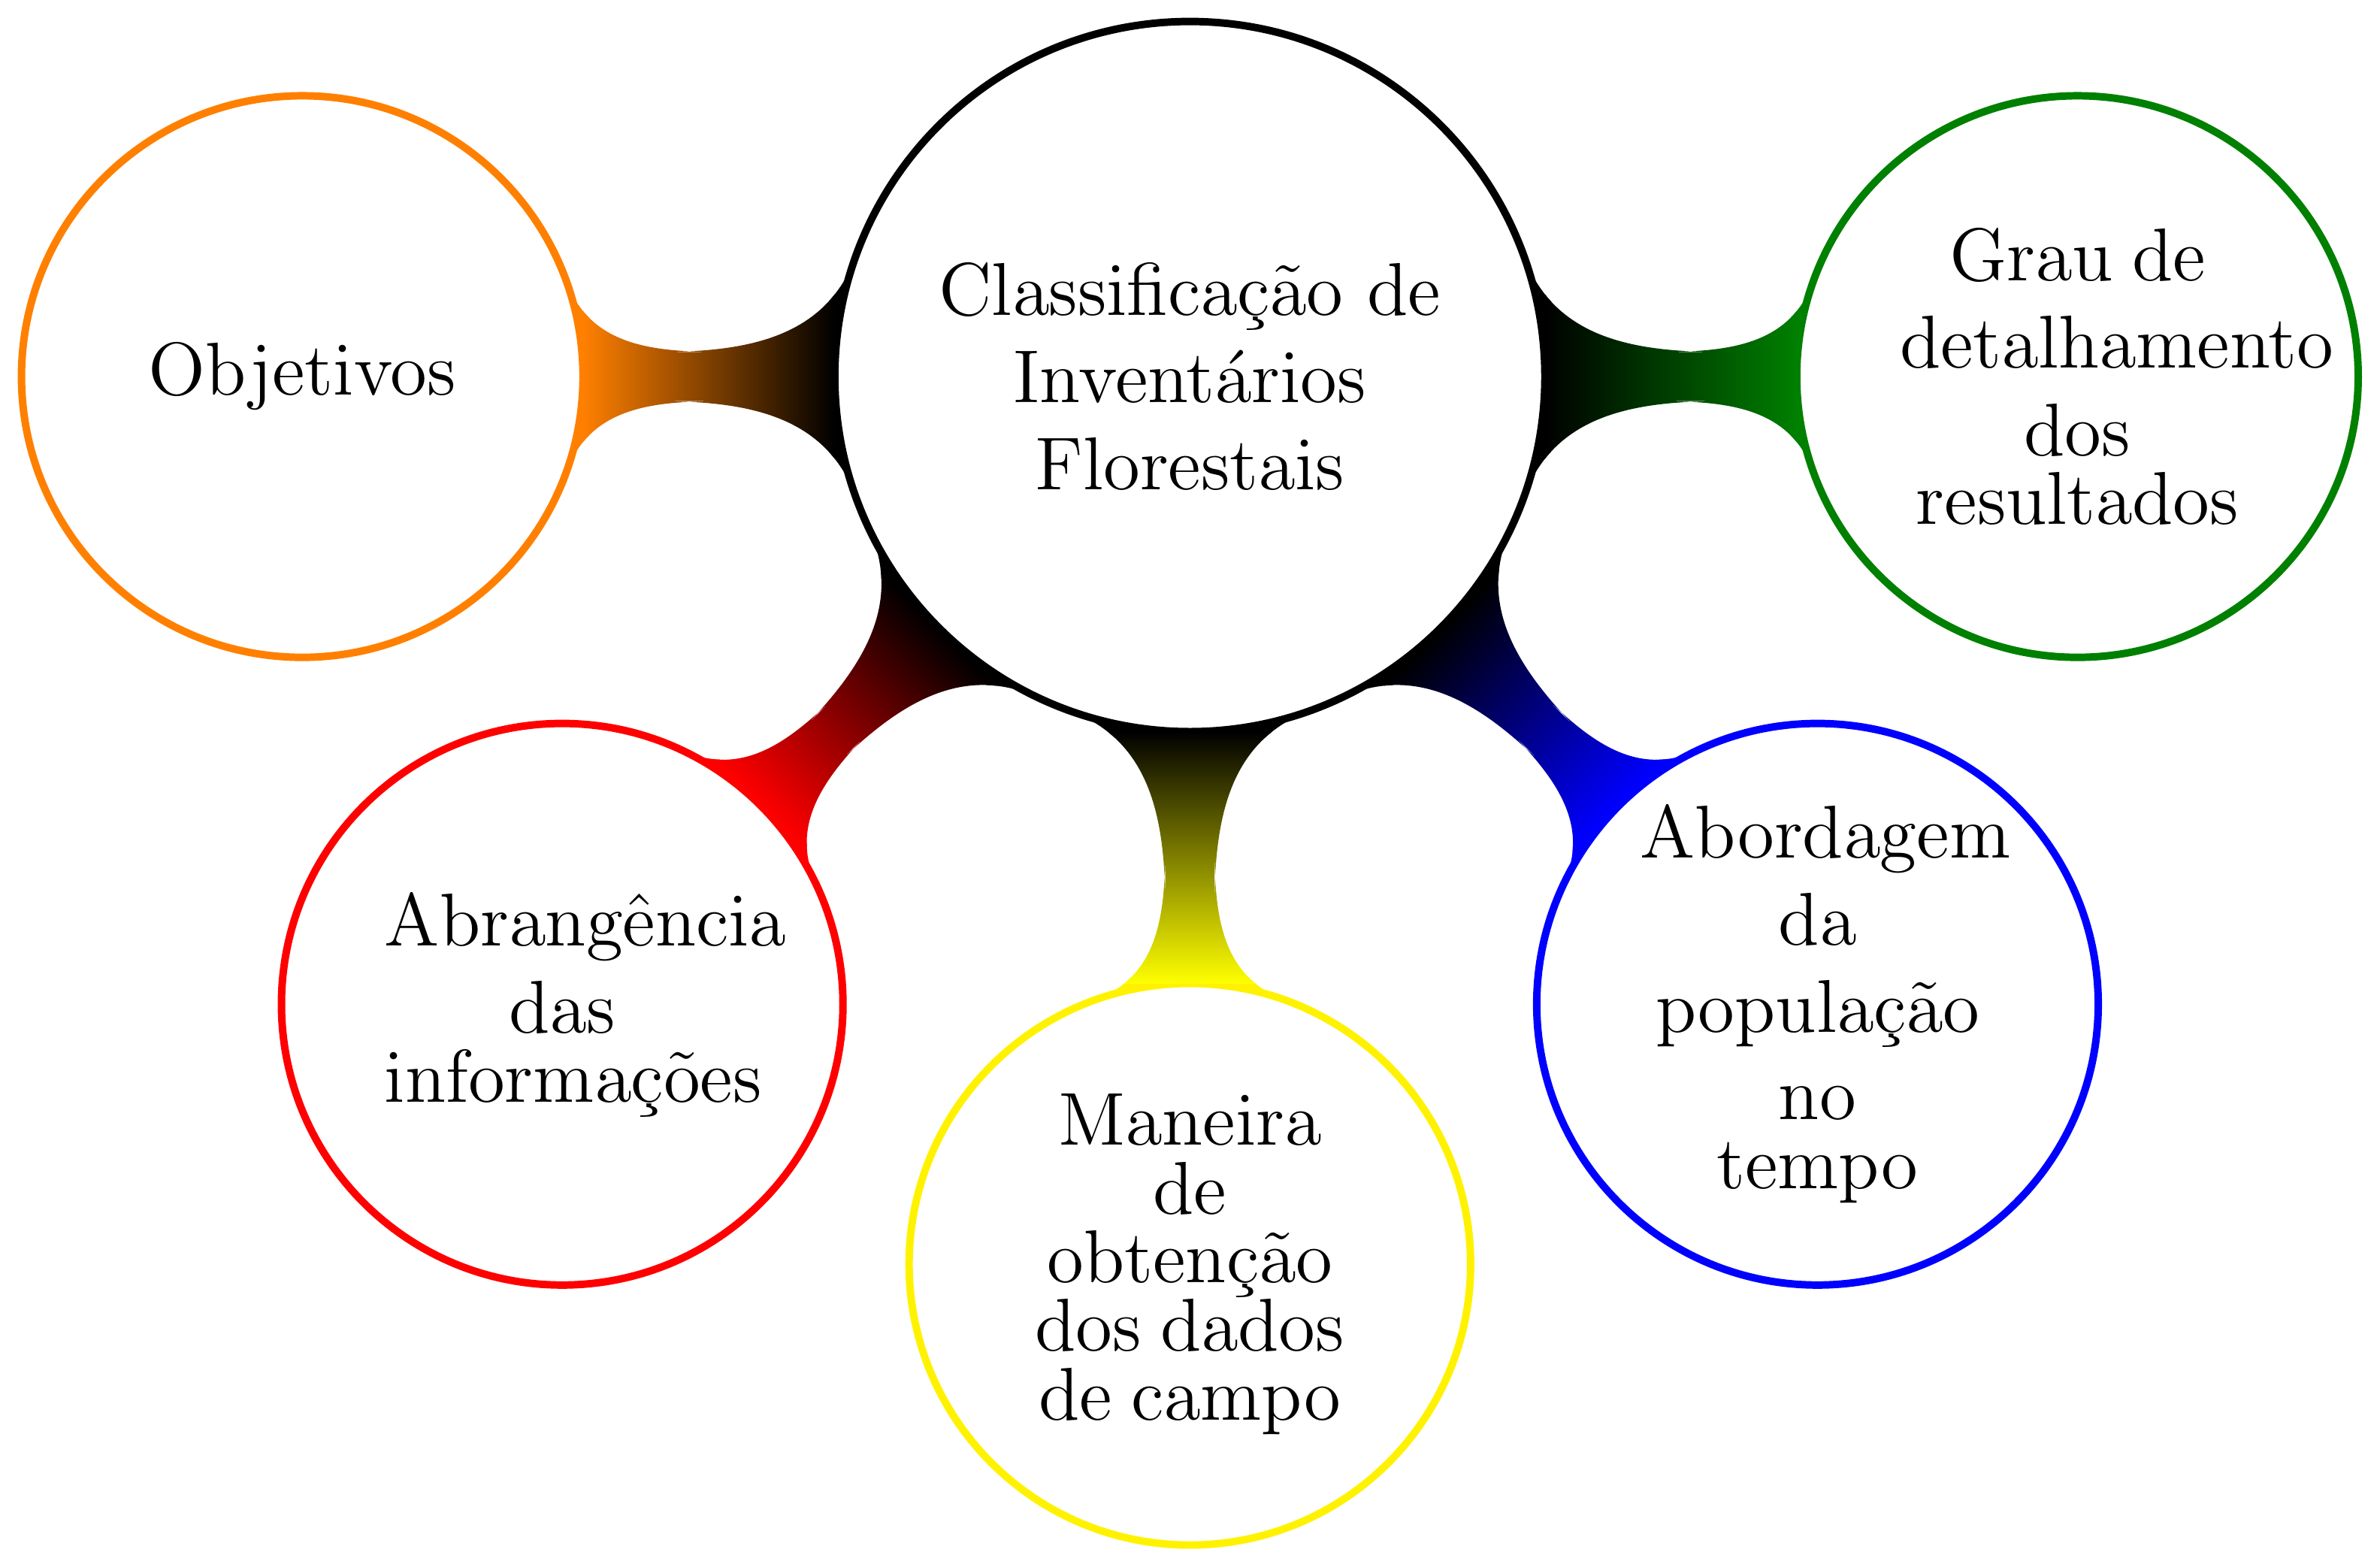 Classificação de
Inventários
Florestais
Objetivos
Abrangência
das
informações
Maneira
de
obtenção
dos dados
de campo
Abordagem
da
população
no
tempo
Grau de
detalhamento
dos
resultados